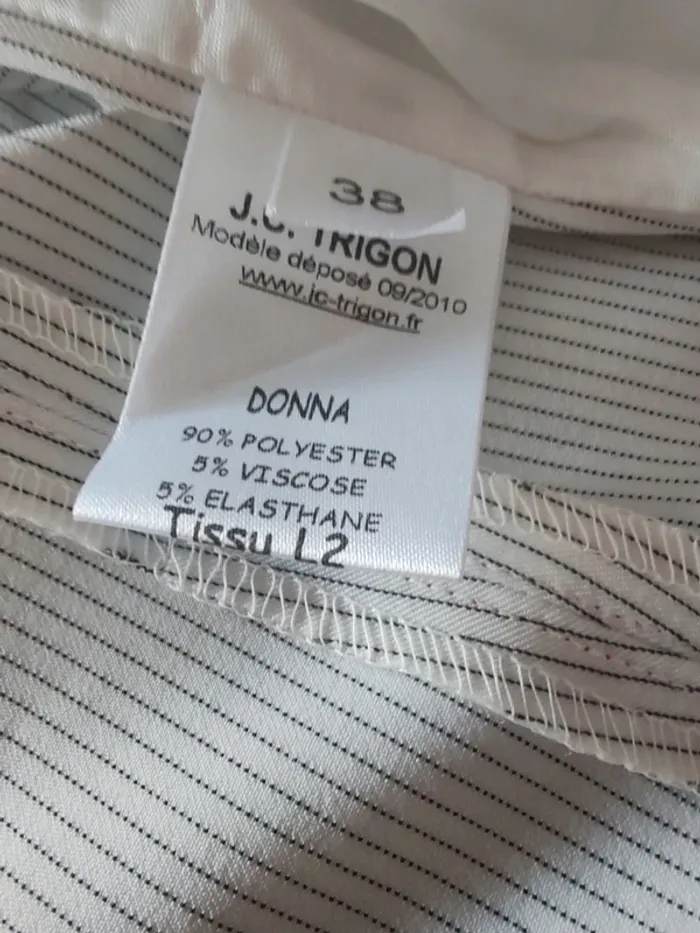 38
J.C. TRIGON
Modèle déposé 09/2010
www.jc-trigon.fr
DONNA
90% POLYESTER
5% VISCOSE
5% ELASTHANE
Tissu L2